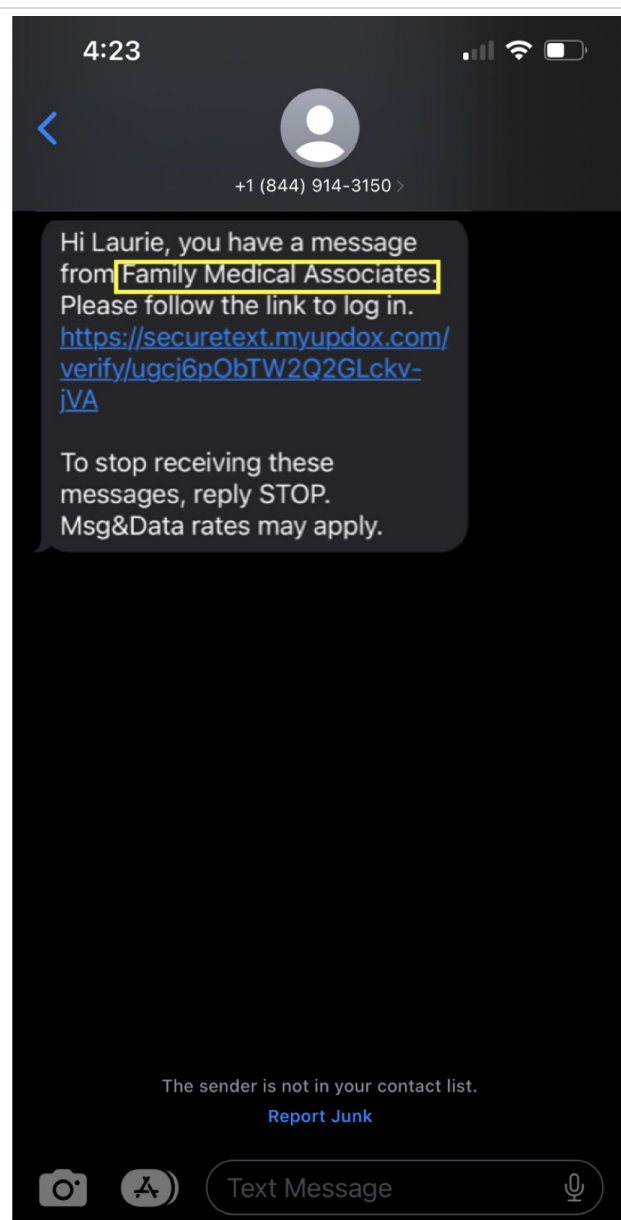 4:23
+1 (844) 914-3150 >
Hi Laurie, you have a message
from Family Medical Associates.
Please follow the link to log in.
https://securetext.myupdox.com/
verify/ugcj6pObTW2Q2GLckv-
jVA
To stop receiving these
messages, reply STOP.
Msg&Data rates may apply.
The sender is not in your contact list.
Report Junk
Text Message